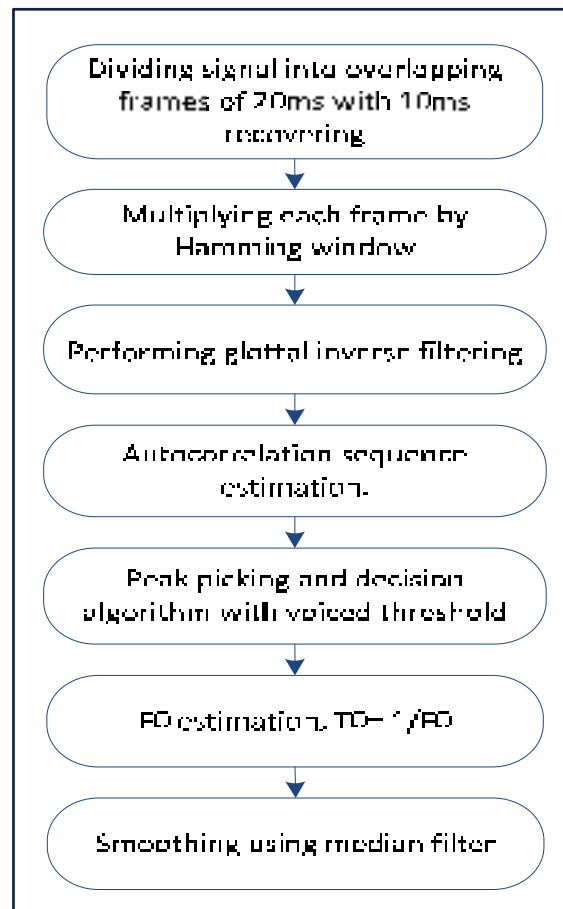 Dividing signal into overlapping
frames of 20ms with 10ms
recovering
Multiplying each frame by
Hamming window
Performing glottal inverse filtering
Autocorrelation sequence
estimation.
Peak picking and decision
algorithm with voiced threshold
F0 estimation. T0= 1/F0
Smoothing using median filter